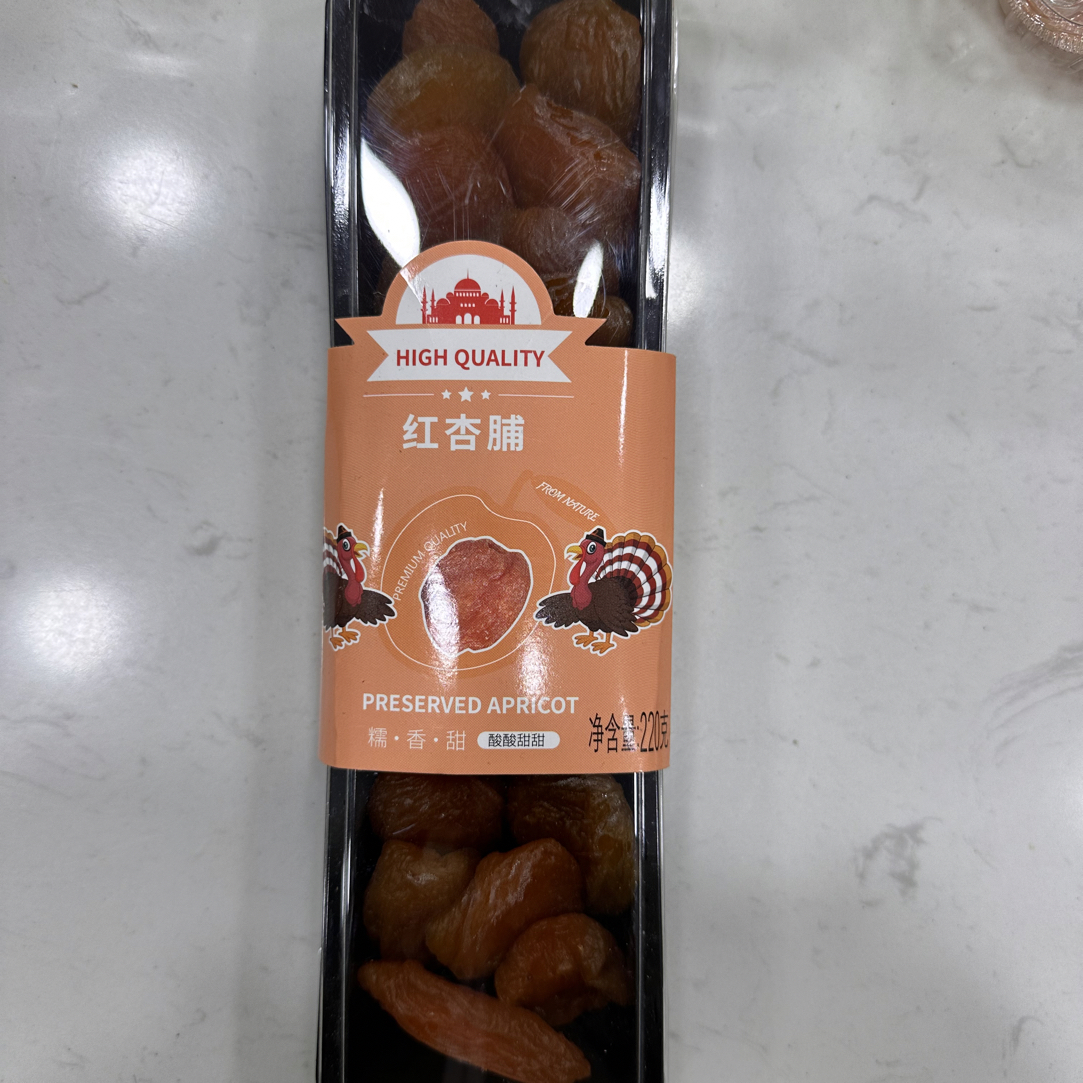 HIGH QUALITY
红杏脯
FROM NATURE
PREMIUM QUALITY
PRESERVED APRICOT
糯·香·甜
酸酸甜甜
净含量:220克